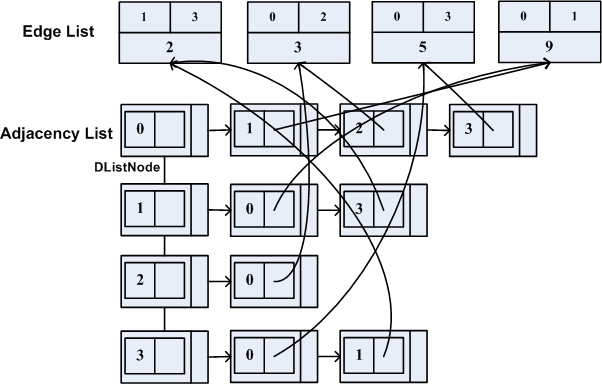 Edge List
1 3 0 2 0 3 0 1
2 3 5 9
Adjacency List
0 1 2 3
DListNode
1 0 3
2 0
3 0 1